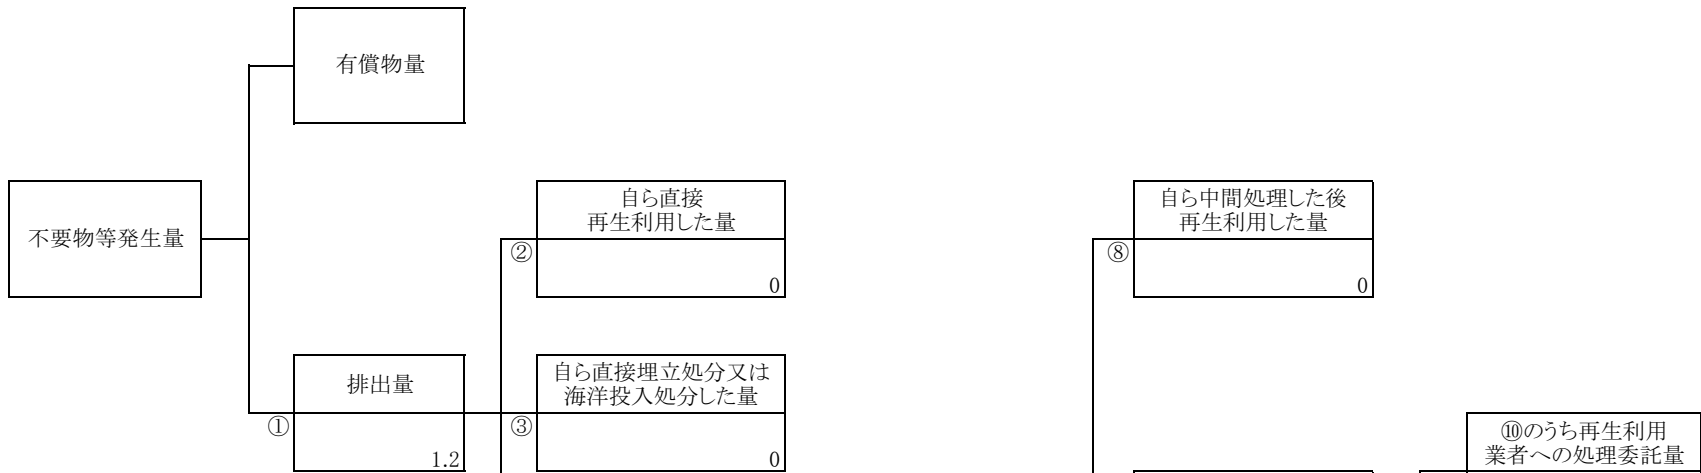 有償物量
不要物等発生量
自ら直接
再生利用した量
②
0
自ら中間処理した後
再生利用した量
⑧
0
排出量
①
1.2
自ら直接埋立処分又は
海洋投入処分した量
③
0
⑩のうち再生利用
業者への処理委託量